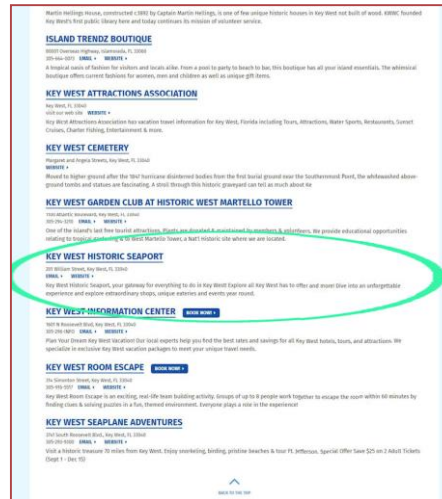 Martin Hellings House, constructed c1892 by Captain Martin Hellings, is one of few unique historic houses in Key West not built of wood. KWWC founded
Key West's first public library here and today continues its mission of volunteer service.
ISLAND TRENDZ BOUTIQUE
Overseas Highway, Islamorada, FL
EMAIL WEBSITE
A tropical oasis of fashion for visitors and locals alike. From a pool to party to beach to bar, this boutique has all your island essentials. The whimsical
boutique offers current fashions for women, men and children as well as unique gift items.
KEY WEST ATTRACTIONS ASSOCIATION
Key West, FL 33040
visit our web site WEBSITE
Key West Attractions Association has vacation travel information for Key West, Florida including Tours, Attractions, Water Sports, Restaurants, Sunset
Cruises, Charter Fishing, Entertainment & more.
KEY WEST CEMETERY
Margaret and Angela Streets, Key West, FL 33040
WEBSITE
Moved to higher ground after the 1847 hurricane disinterred bodies from the first burial ground near the Southernmost Point, the whitewashed above-
ground tombs and statues are fascinating. A stroll through this historic graveyard can tell as much about Ke
KEY WEST GARDEN CLUB AT HISTORIC WEST MARTELLO TOWER
1100 Atlantic Boulevard, Key West, FL 33040
305-294-3210 EMAIL WEBSITE
One of the island's last free tourist attractions. Plants are donated & maintained by members & volunteers. We provide educational opportunities
relating to tropical gardening & to West Martello Tower, a Nat'l Historic site where we are located.
KEY WEST HISTORIC SEAPORT
201 William Street, Key West, FL 33040
EMAIL WEBSITE
Key West Historic Seaport, your gateway for everything to do in Key West! Explore all Key West has to offer and more! Dive into an unforgettable
experience and explore extraordinary shops, unique eateries and events year round.
KEY WEST INFORMATION CENTER BOOK NOW!
1601 N Roosevelt Blvd, Key West, FL 33040
EMAIL WEBSITE
Plan Your Dream Key West Vacation! Our local experts help you find the best rates and savings for all Key West hotels, tours, and attractions. We
specialize in exclusive Key West vacation packages to meet your unique travel needs.
KEY WEST ROOM ESCAPE BOOK NOW!
Simonton Street, Key West, FL 33040
EMAIL WEBSITE
Key West Room Escape is an exciting, real-life team building activity. Groups of up to 8 people work together to escape the room within 60 minutes by
finding clues & solving puzzles in a fun, themed environment. Everyone plays a role in the experience!
KEY WEST SEAPLANE ADVENTURES
3471 South Roosevelt Blvd., Key West, FL 33040
EMAIL WEBSITE
Visit a historic treasure 70 miles from Key West. Enjoy snorkeling, birding, pristine beaches & tour Ft. Jefferson. Special Offer Save $25 on 2 Adult Tickets
(Sept 1 - Dec 15)
BACK TO THE TOP